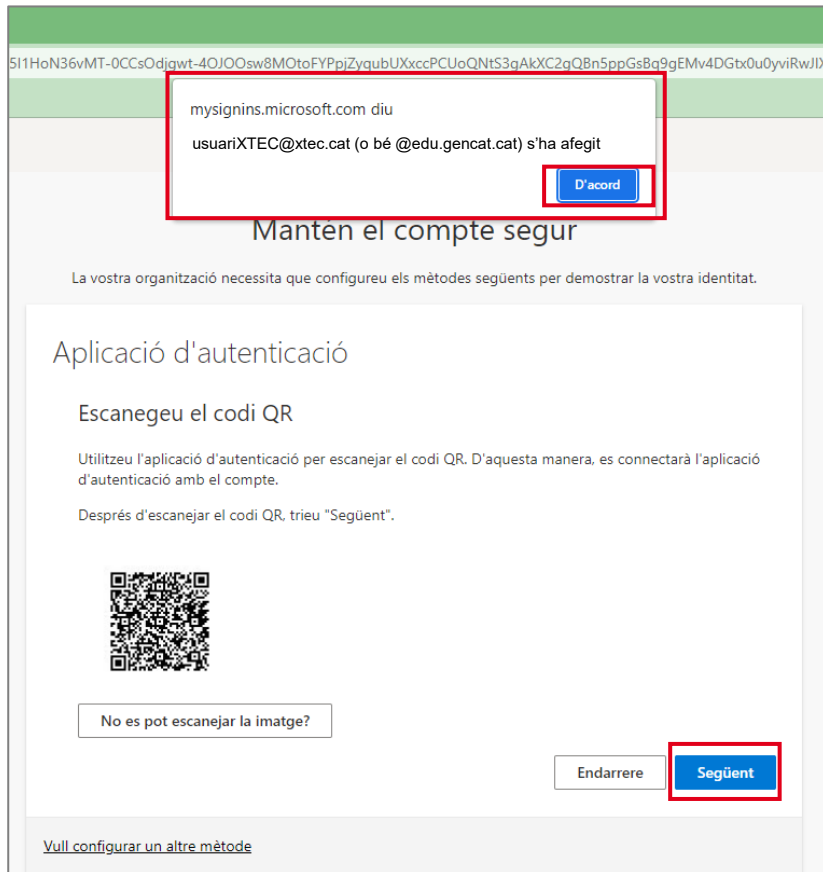 5I1HoN36vMT-0CCsOdjgwt-4OJOOsw8MOtoFYPpjZyqubUXxccPCUoQNtS3gAkXC2gQBn5ppGsBq9gEMv4DGtx0u0yviRwJIX
mysignins.microsoft.com diu
usuariXTEC@xtec.cat (o bé @edu.gencat.cat) s’ha afegit
D'acord
Mantén el compte segur
La vostra organització necessita que configureu els mètodes següents per demostrar la vostra identitat.
Aplicació d'autenticació
Escanegeu el codi QR
Utilitzeu l'aplicació d'autenticació per escanejar el codi QR. D'aquesta manera, es connectarà l'aplicació
d'autenticació amb el compte.
Després d'escanejar el codi QR, trieu "Següent".
No es pot escanejar la imatge?
Endarrere
Següent
Vull configurar un altre mètode